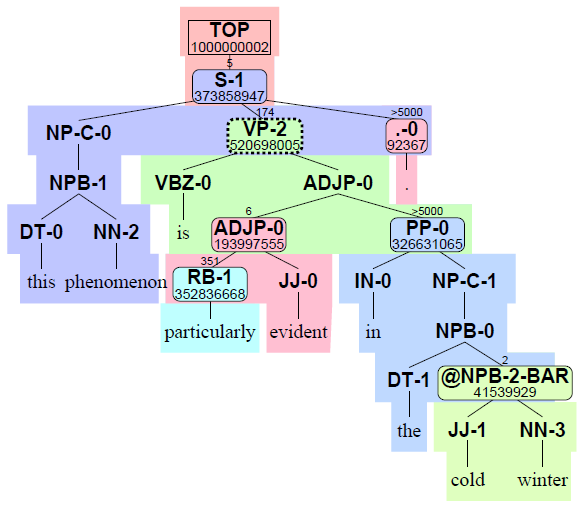 TOP
1000000002
5
S-1
373858947
174
>5000
NP-C-0
VP-2
520698005
.-0
92367
NPB-1
VBZ-0
ADJP-0
.
DT-0
NN-2
is
6
ADJP-0
193997555
>5000
PP-0
326631065
this
phenomenon
351
RB-1
352836668
JJ-0
IN-0
NP-C-1
particularly
evident
in
NPB-0
DT-1
2
@NPB-2-BAR
41539929
the
JJ-1
NN-3
cold
winter